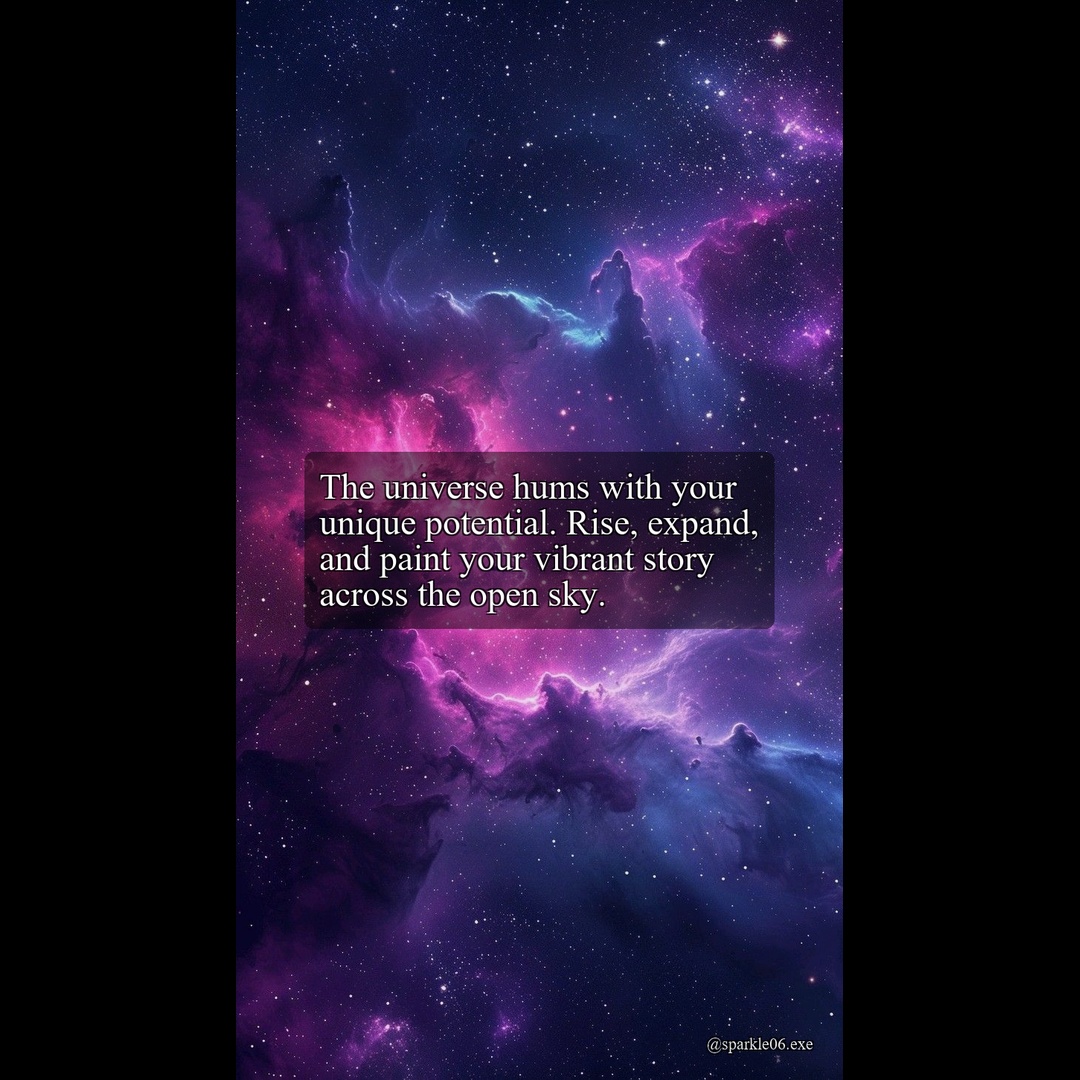 The universe hums with your
unique potential. Rise, expand,
and paint your vibrant story
across the open sky.
@sparkle06.exe